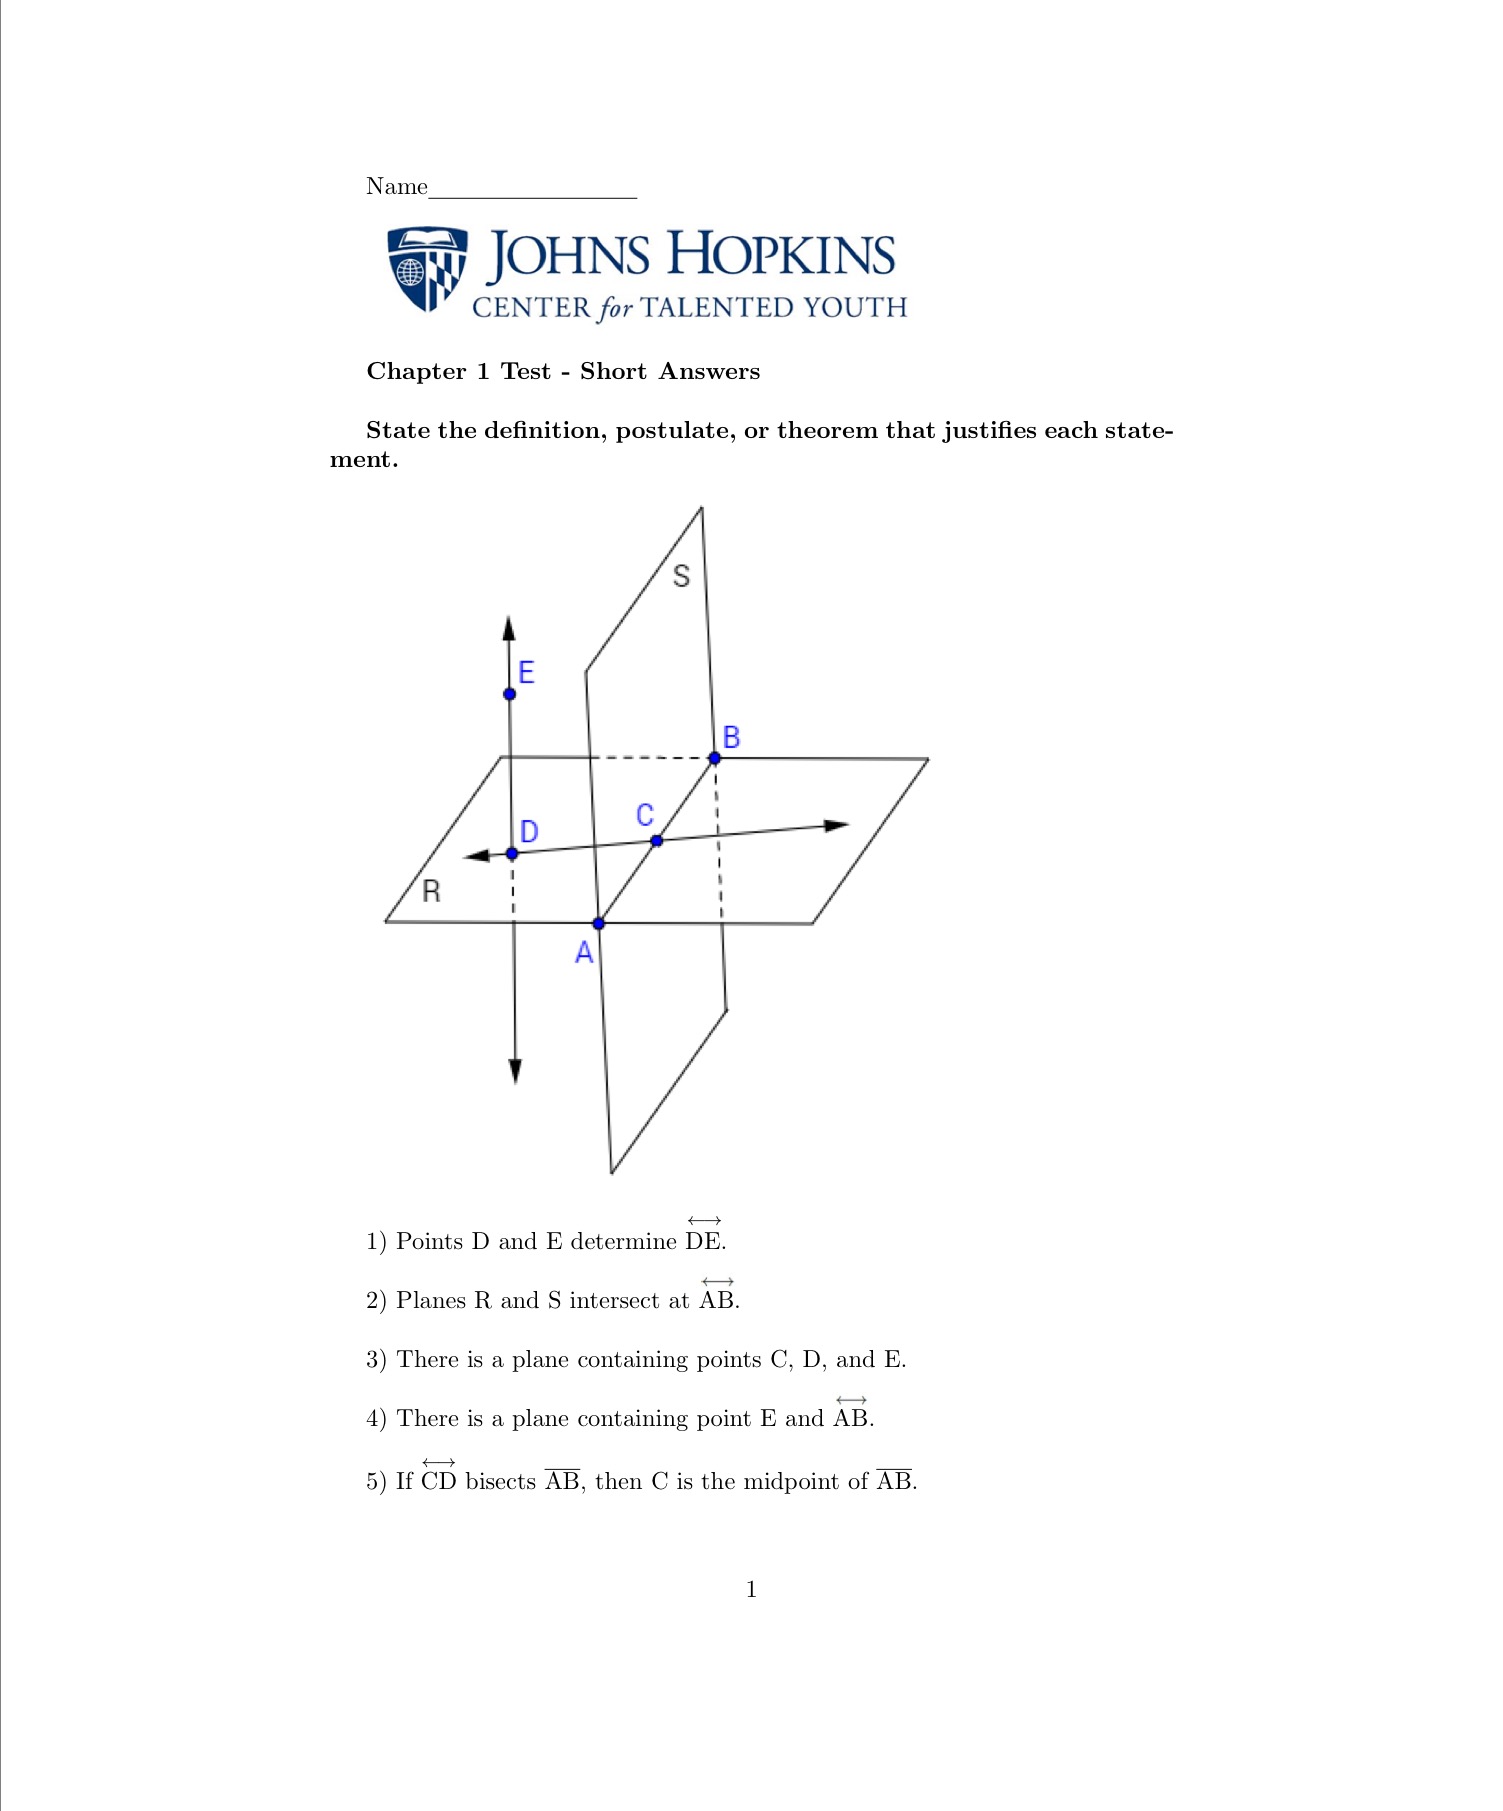 Name
JOHNS HOPKINS
CENTER for TALENTED YOUTH
Chapter 1 Test - Short Answers
State the definition, postulate, or theorem that justifies each state-
ment.
S
E
B
C
D
R
A
1) Points D and E determine \overleftrightarrow{DE}.
2) Planes R and S intersect at \overleftrightarrow{AB}.
3) There is a plane containing points C, D, and E.
4) There is a plane containing point E and \overleftrightarrow{AB}.
5) If \overleftrightarrow{CD} bisects \overline{AB}, then C is the midpoint of \overline{AB}.
1